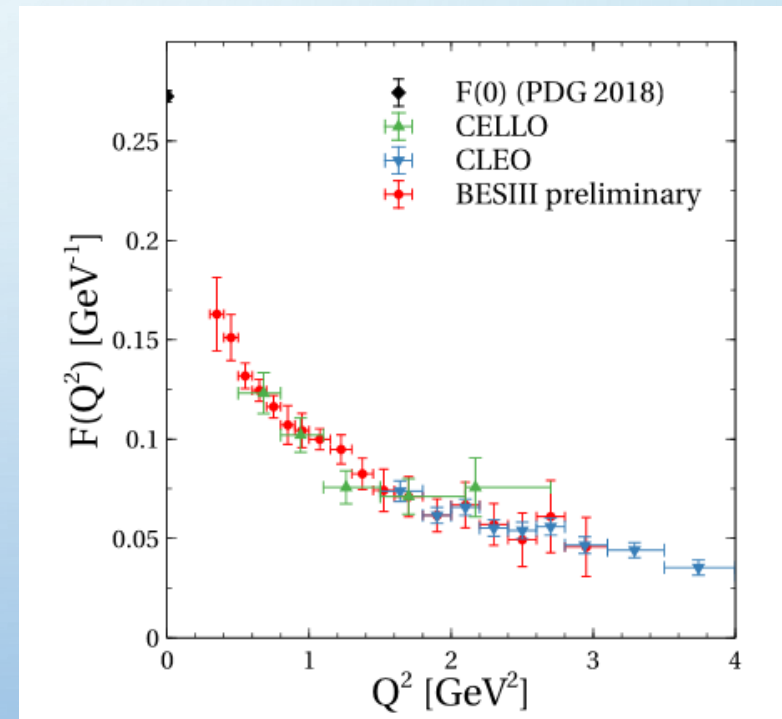 F(0) (PDG 2018)
CELLO
CLEO
BESIII preliminary
F(Q²) [GeV⁻¹]
0.25
0.2
0.15
0.1
0.05
0
0 1 2 3 4
Q² [GeV²]